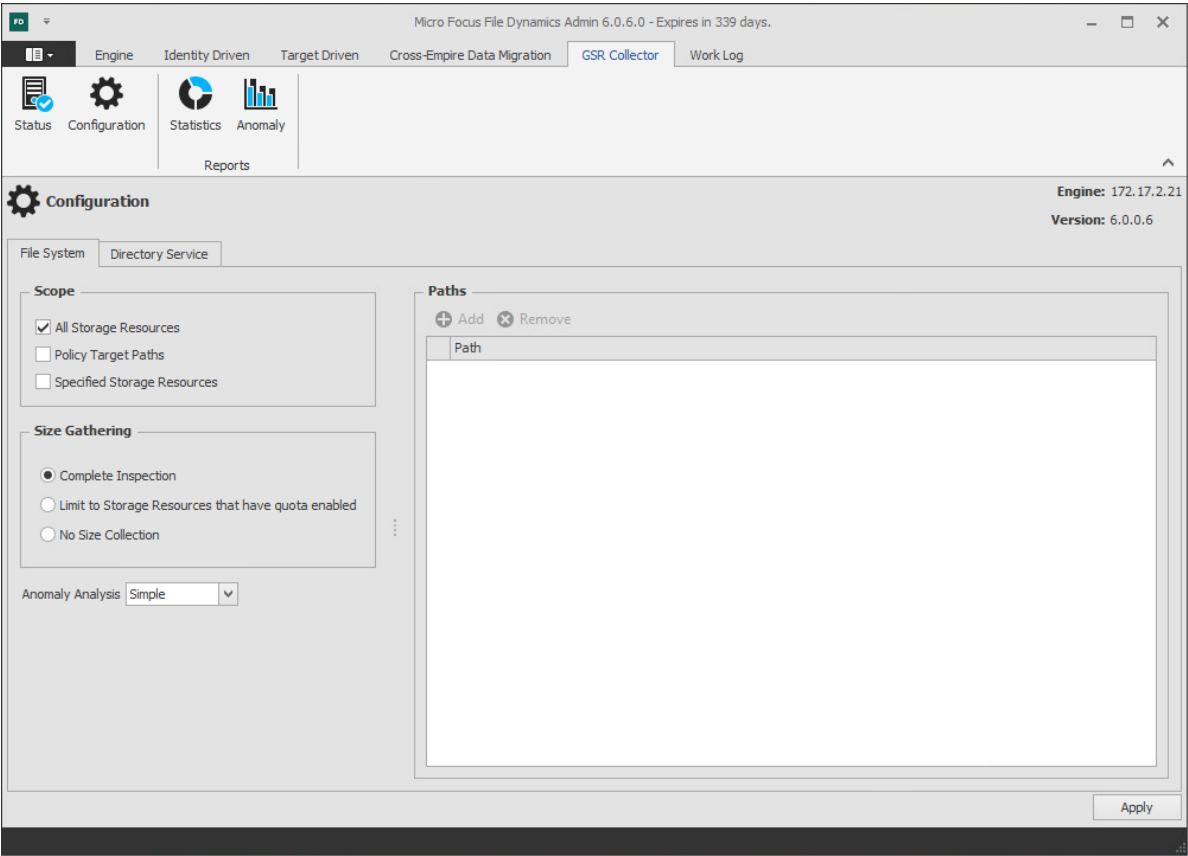 FD
Micro Focus File Dynamics Admin 6.0.6.0 - Expires in 339 days.
Engine Identity Driven Target Driven Cross-Empire Data Migration GSR Collector Work Log
Status Configuration Statistics Anomaly
Reports
Configuration
Engine: 172.17.2.21
Version: 6.0.0.6
File System Directory Service
Scope
All Storage Resources
Policy Target Paths
Specified Storage Resources
Size Gathering
Complete Inspection
Limit to Storage Resources that have quota enabled
No Size Collection
Anomaly Analysis Simple
Paths
Add Remove
Path
Apply